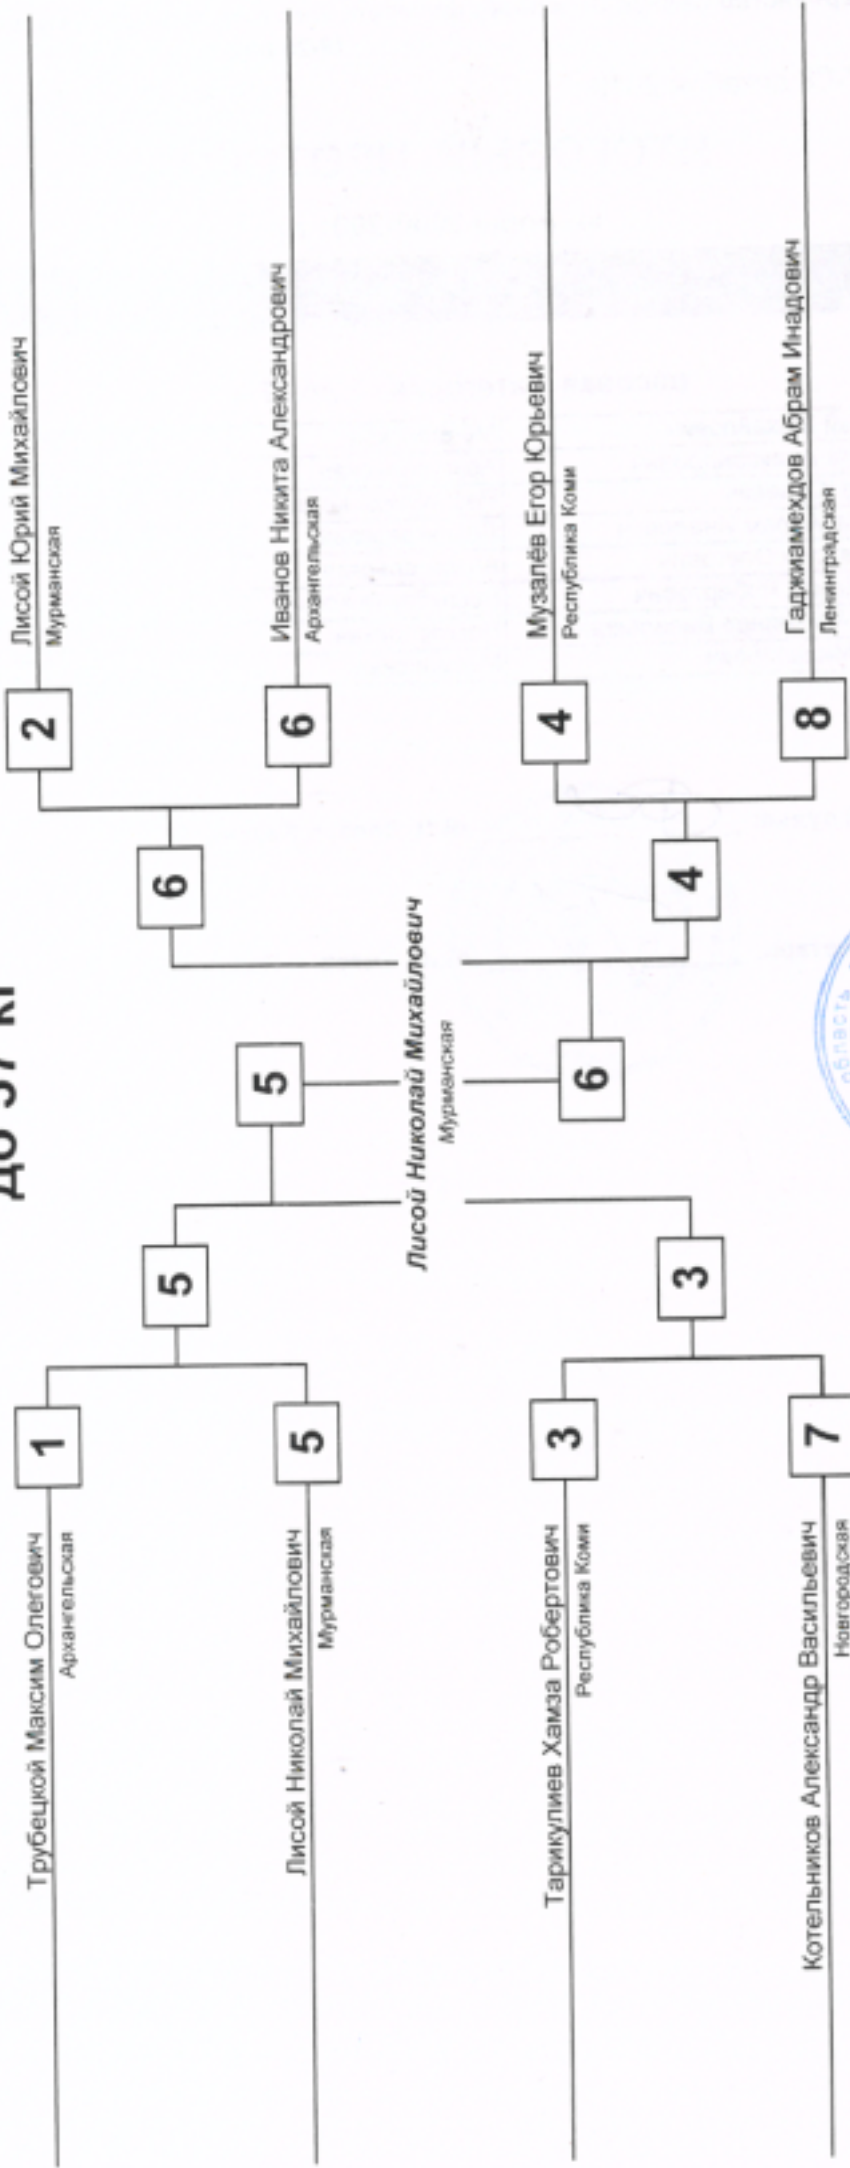 до 57 кг
1
Трубецкой Максим Олегович
Архангельская
5
Лисой Николай Михайлович
Мурманская
5
3
Тарикулиев Хамза Робертович
Республика Коми
7
Котельников Александр Васильевич
Новгородская
3
5
Лисой Николай Михайлович
Мурманская
6
2
Лисой Юрий Михайлович
Мурманская
6
Иванов Никита Александрович
Архангельская
6
4
Музалёв Егор Юрьевич
Республика Коми
8
Гаджиамехдов Абрам Инадович
Ленинградская
4
область